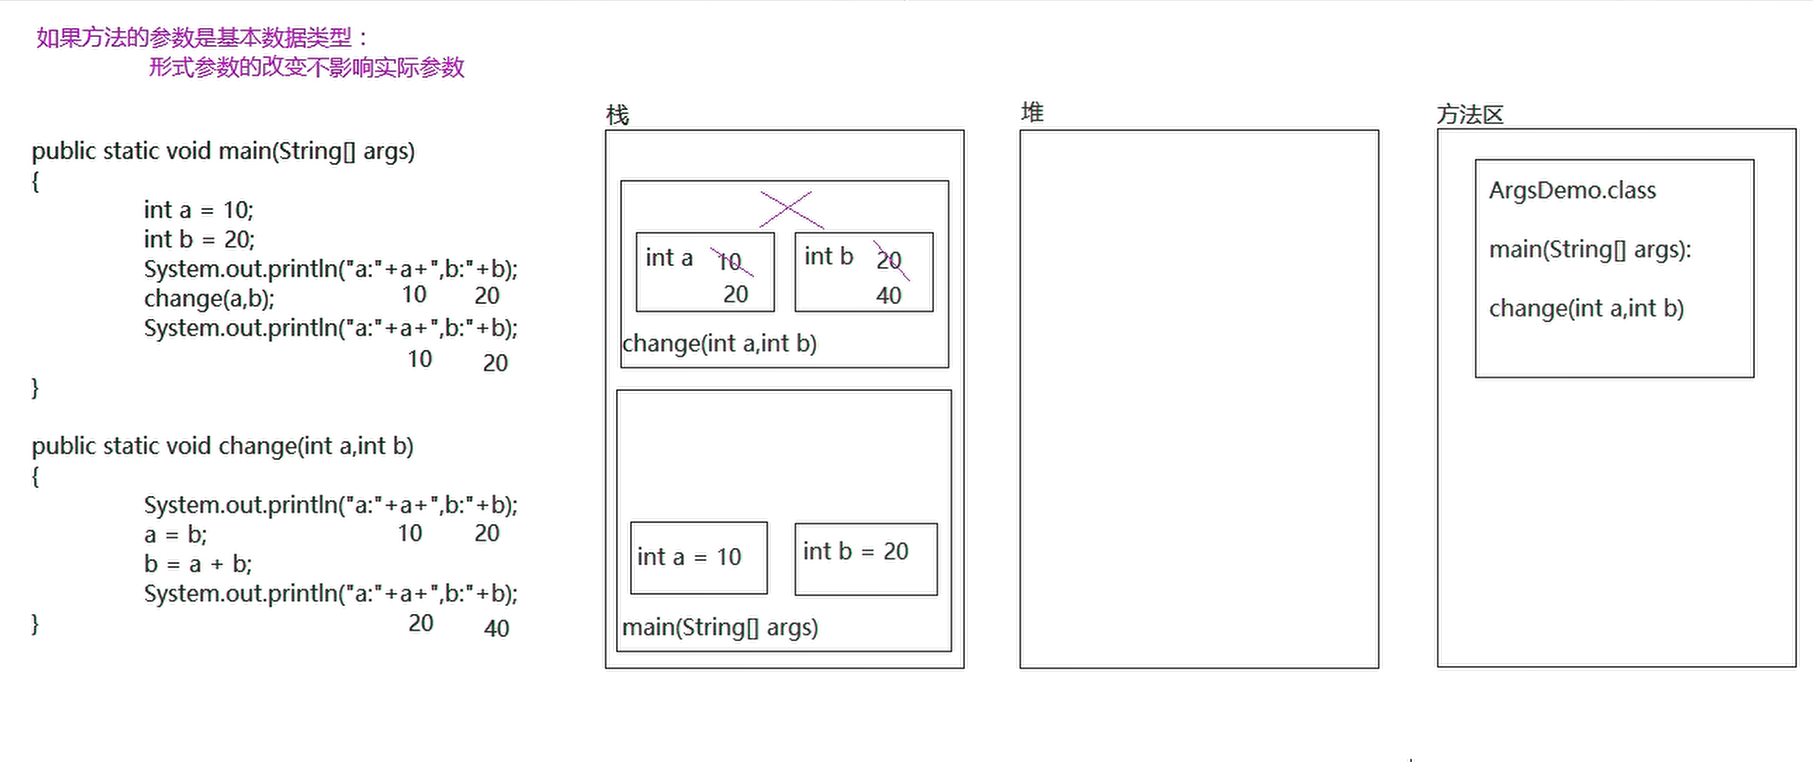 如果方法的参数是基本数据类型：
形式参数的改变不影响实际参数
public static void main(String[] args)
{
int a = 10;
int b = 20;
System.out.println("a:"+a+",b:"+b);
10 20
change(a,b);
System.out.println("a:"+a+",b:"+b);
10 20
}
public static void change(int a,int b)
{
System.out.println("a:"+a+",b:"+b);
10 20
a = b;
b = a + b;
System.out.println("a:"+a+",b:"+b);
20 40
}
栈
int a 10
20
int b 20
40
change(int a,int b)
int a = 10
int b = 20
main(String[] args)
堆
方法区
ArgsDemo.class
main(String[] args):
change(int a,int b)